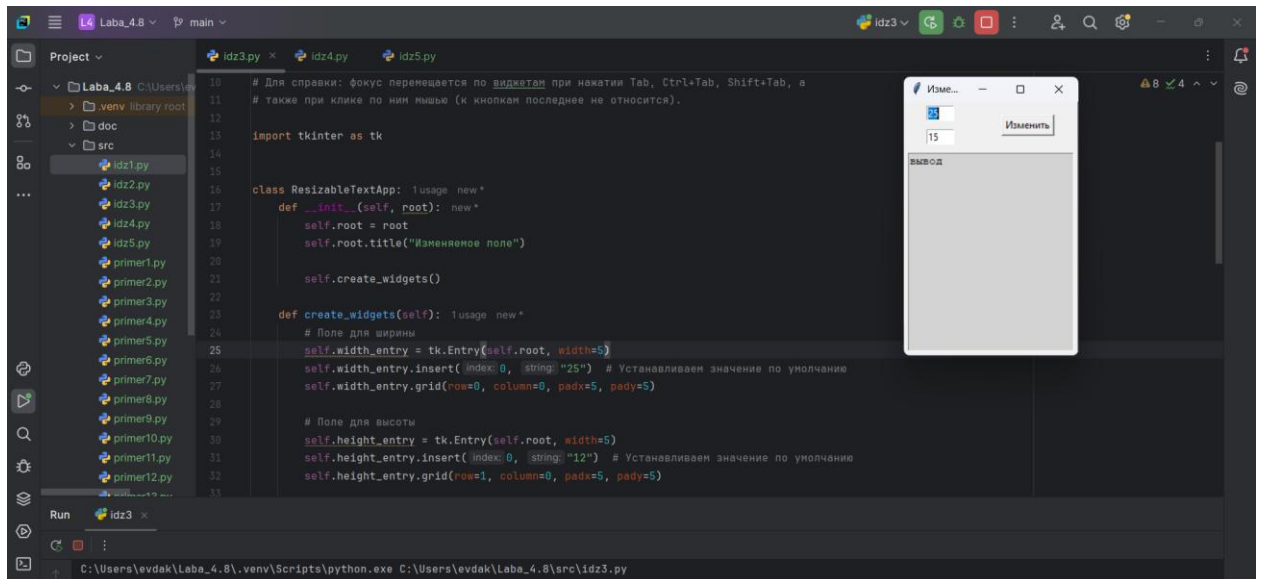 L4 Laba_4.8 main idz3
Project
idz3.py idz4.py idz5.py
Laba_4.8 C:\Users\ev
.venv library root
doc
src
idz1.py
idz2.py
idz3.py
idz4.py
idz5.py
primer1.py
primer2.py
primer3.py
primer4.py
primer5.py
primer6.py
primer7.py
primer8.py
primer9.py
primer10.py
primer11.py
primer12.py
10 # Для справки: фокус перемещается по виджетам при нажатии Tab, Ctrl+Tab, Shift+Tab, а
11 # также при клике по ним мышью (к кнопкам последнее не относится).
12
13 import tkinter as tk
14
15
16 class ResizableTextApp: 1 usage new *
17 def __init__(self, root): new *
18 self.root = root
19 self.root.title("Изменяемое поле")
20
21 self.create_widgets()
22
23 def create_widgets(self): 1 usage new *
24 # Поле для ширины
25 self.width_entry = tk.Entry(self.root, width=5)
26 self.width_entry.insert( index: 0, string: "25") # Устанавливаем значение по умолчанию
27 self.width_entry.grid(row=0, column=0, padx=5, pady=5)
28
29 # Поле для высоты
30 self.height_entry = tk.Entry(self.root, width=5)
31 self.height_entry.insert( index: 0, string: "12") # Устанавливаем значение по умолчанию
32 self.height_entry.grid(row=1, column=0, padx=5, pady=5)
33
8 4
Изме...
25
Изменить
15
вывод
Run idz3
C:\Users\evdak\Laba_4.8\.venv\Scripts\python.exe C:\Users\evdak\Laba_4.8\src\idz3.py